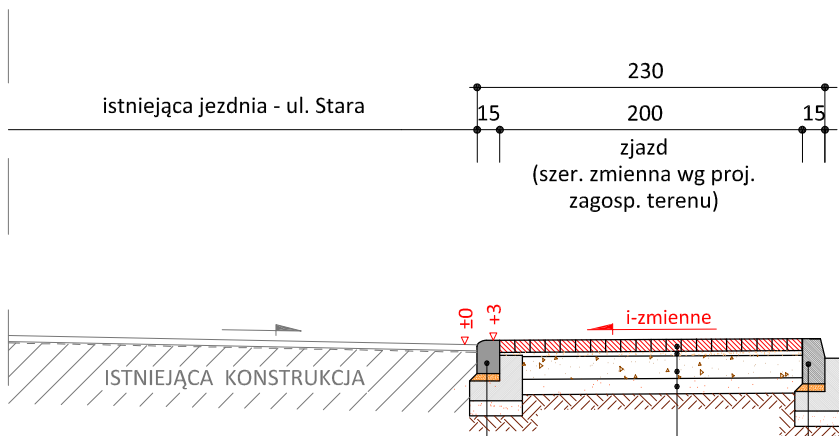 230
istniejąca jezdnia - ul. Stara
15 200 15
zjazd
(szer. zmienna wg proj.
zagosp. terenu)
±0
+3
i-zmienne
ISTNIEJĄCA KONSTRUKCJA